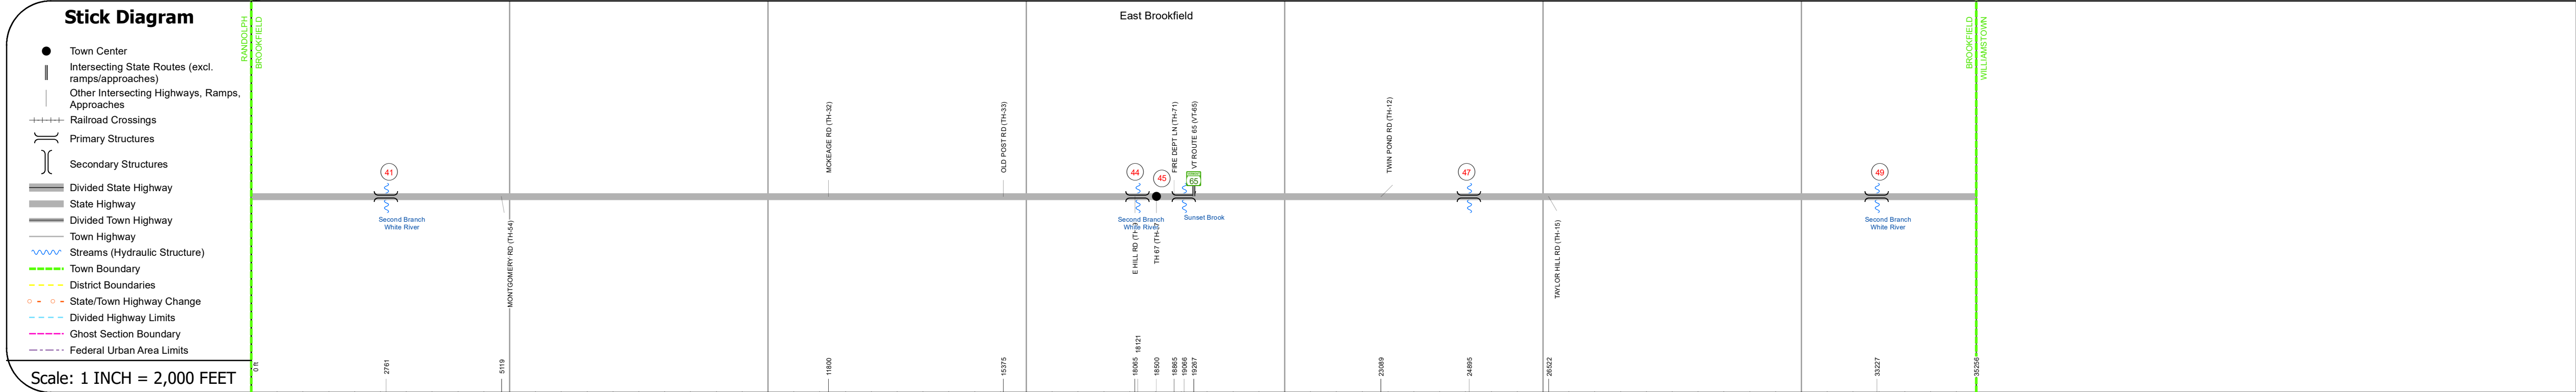 Stick Diagram
Town Center
Intersecting State Routes (excl.
ramps/approaches)
Other Intersecting Highways, Ramps,
Approaches
Railroad Crossings
Primary Structures
Secondary Structures
Divided State Highway
State Highway
Divided Town Highway
Town Highway
Streams (Hydraulic Structure)
Town Boundary
District Boundaries
State/Town Highway Change
Divided Highway Limits
Ghost Section Boundary
Federal Urban Area Limits
Scale: 1 INCH = 2,000 FEET
RANDOLPH
BROOKFIELD
East Brookfield
BROOKFIELD
WILLIAMSTOWN
MCKEAGE RD (TH-32)
OLD POST RD (TH-33)
FIRE DEPT LN (TH-71)
VT ROUTE 65 (VT-65)
TWIN POND RD (TH-12)
41
44
45
65
47
49
Second Branch
White River
Second Branch
White River
Sunset Brook
Second Branch
White River
MONTGOMERY RD (TH-54)
E HILL RD
TH 67
TAYLOR HILL RD (TH-15)
0 ft
2761
5119
11800
15375
18065
18121
18500
18865
19066
19267
23089
24895
26522
33227
35256